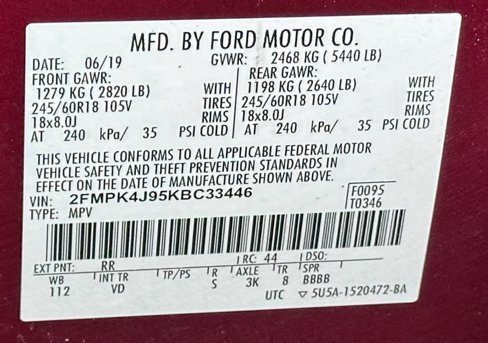 MFD. BY FORD MOTOR CO.
DATE: 06/19 GVWR: 2468 KG ( 5440 LB)
FRONT GAWR: REAR GAWR:
1279 KG ( 2820 LB) WITH 1198 KG ( 2640 LB) WITH
245/60R18 105V TIRES 245/60R18 105V TIRES
18x8.0J RIMS 18x8.0J RIMS
AT 240 kPa/ 35 PSI COLD AT 240 kPa/ 35 PSI COLD
THIS VEHICLE CONFORMS TO ALL APPLICABLE FEDERAL MOTOR
VEHICLE SAFETY AND THEFT PREVENTION STANDARDS IN
EFFECT ON THE DATE OF MANUFACTURE SHOWN ABOVE.
VIN: 2FMPK4J95KBC33446 F0095
TYPE: MPV T0346
EXT PNT: RR RC: 44 DSO:
WB INT TR TP/PS R AXLE TR SPR
112 VD S 3K 8 BBBB
UTC ▽ 5U5A-1520472-BA